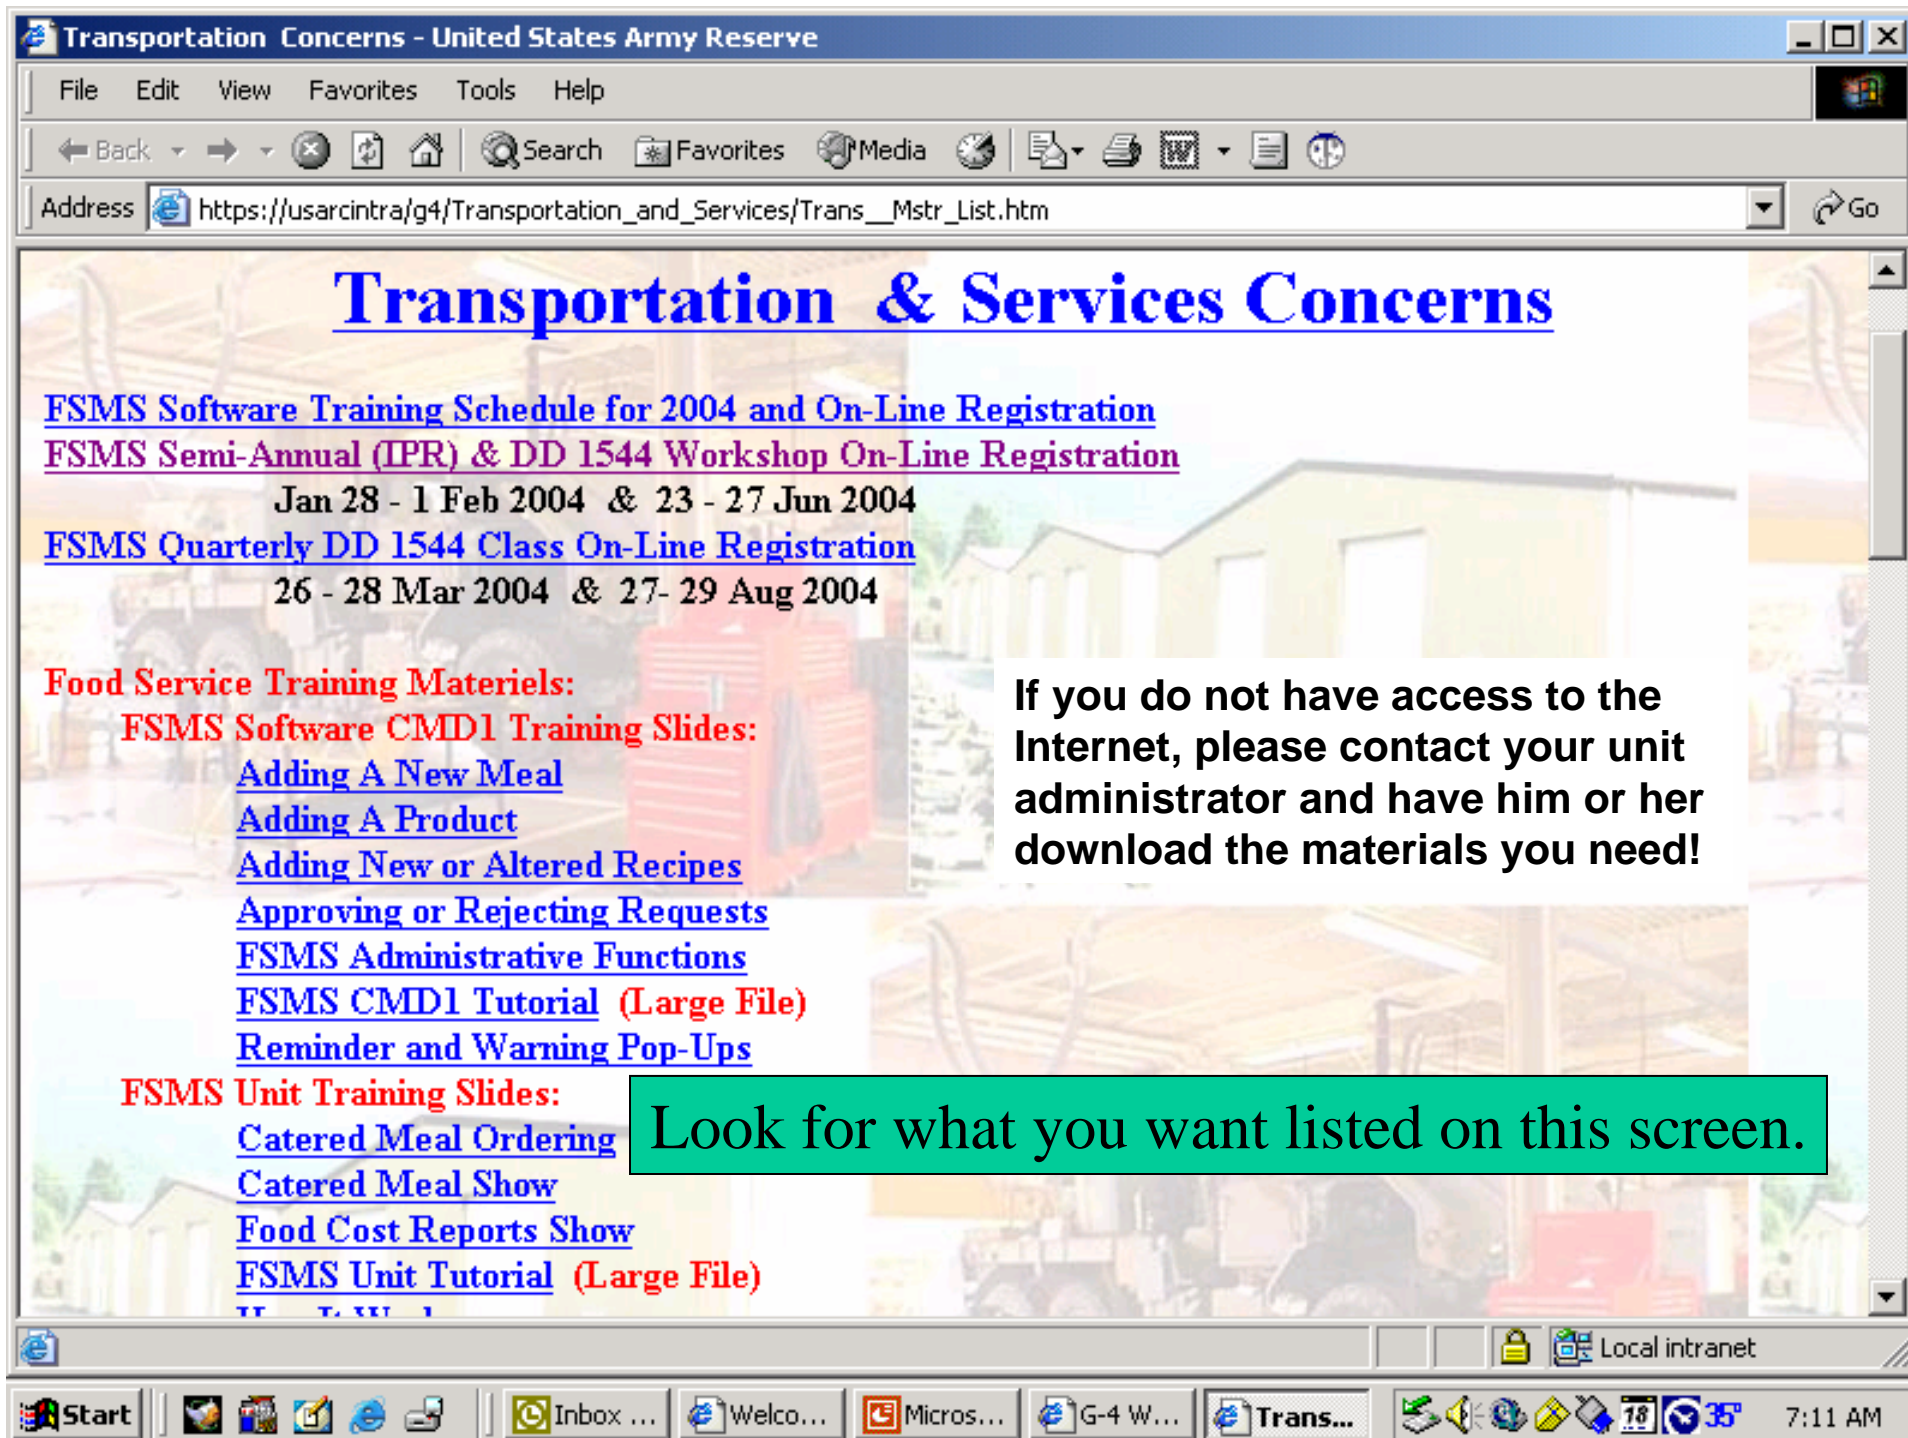 Transportation Concerns - United States Army Reserve
File Edit View Favorites Tools Help
Back Search Favorites Media
Address https://usarcintra/g4/Transportation_and_Services/Trans__Mstr_List.htm Go
Transportation & Services Concerns
FSMS Software Training Schedule for 2004 and On-Line Registration
FSMS Semi-Annual (IPR) & DD 1544 Workshop On-Line Registration
Jan 28 - 1 Feb 2004 & 23 - 27 Jun 2004
FSMS Quarterly DD 1544 Class On-Line Registration
26 - 28 Mar 2004 & 27- 29 Aug 2004
Food Service Training Materiels:
FSMS Software CMD1 Training Slides:
Adding A New Meal
Adding A Product
Adding New or Altered Recipes
Approving or Rejecting Requests
FSMS Administrative Functions
FSMS CMD1 Tutorial (Large File)
Reminder and Warning Pop-Ups
If you do not have access to the
Internet, please contact your unit
administrator and have him or her
download the materials you need!
FSMS Unit Training Slides:
Catered Meal Ordering
Look for what you want listed on this screen.
Catered Meal Show
Food Cost Reports Show
FSMS Unit Tutorial (Large File)
Local intranet
Start Inbox ... Welco... Micros... G-4 W... Trans... 18 35° 7:11 AM